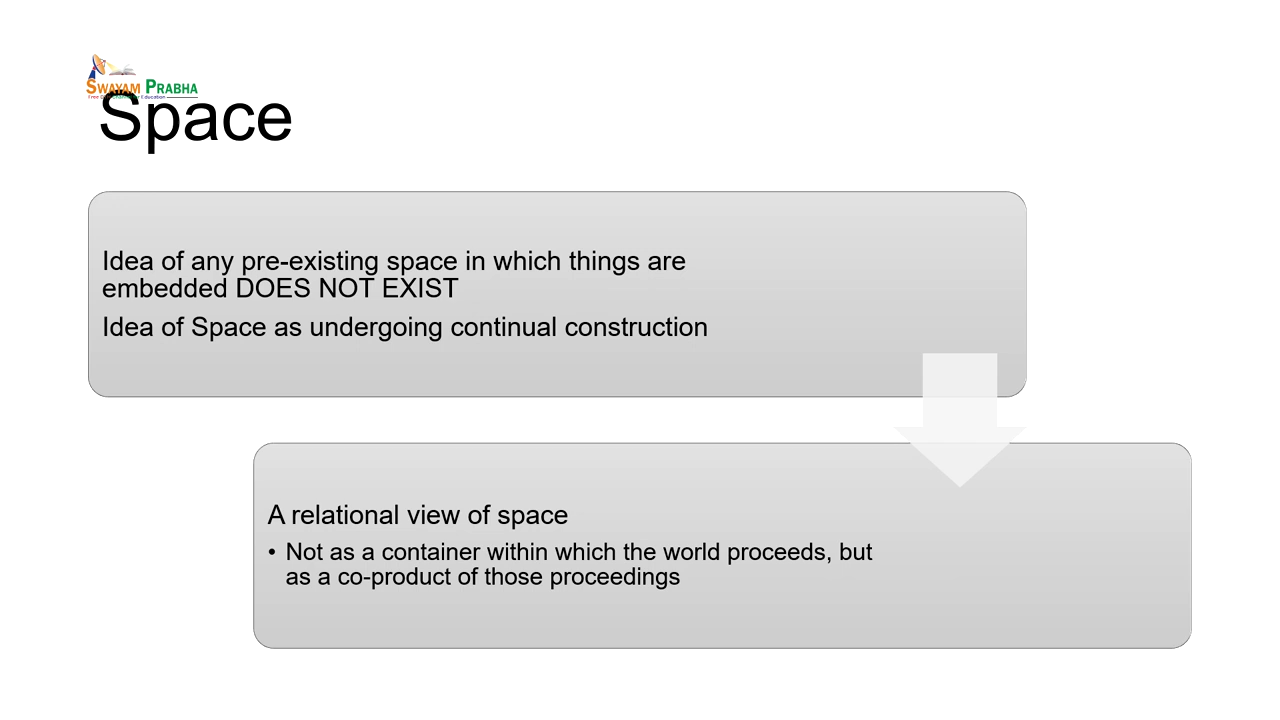 SWAYAM PRABHA
Space
Idea of any pre-existing space in which things are
embedded DOES NOT EXIST
Idea of Space as undergoing continual construction
A relational view of space
• Not as a container within which the world proceeds, but
as a co-product of those proceedings